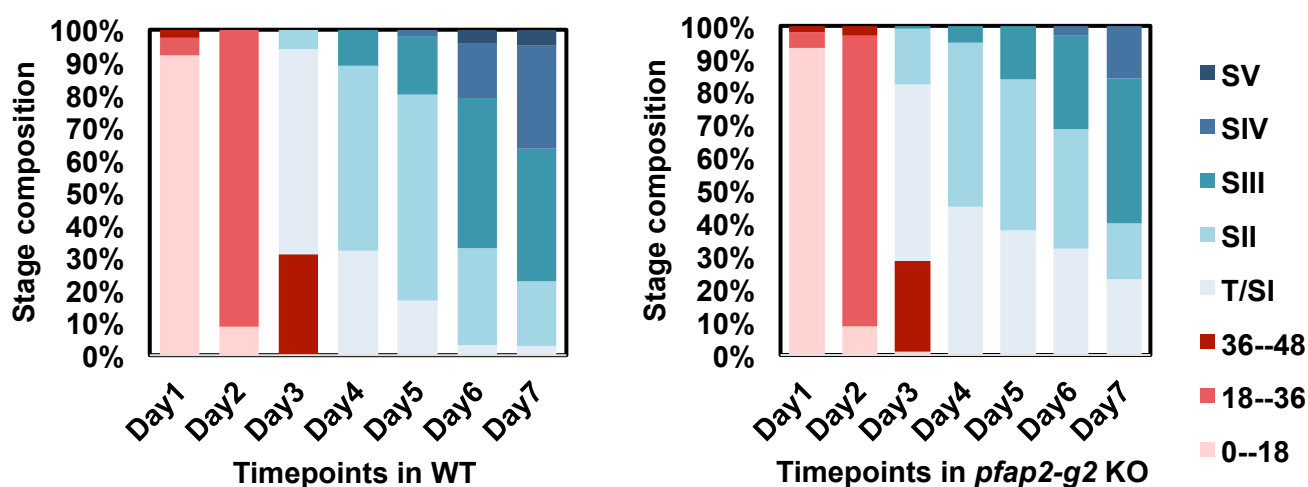 Stage composition
100%
90%
80%
70%
60%
50%
40%
30%
20%
10%
0%
Day1
Day2
Day3
Day4
Day5
Day6
Day7
Timepoints in WT
Stage composition
100%
90%
80%
70%
60%
50%
40%
30%
20%
10%
0%
Day1
Day2
Day3
Day4
Day5
Day6
Day7
Timepoints in pfap2-g2 KO
SV
SIV
SIII
SII
T/SI
36--48
18--36
0--18